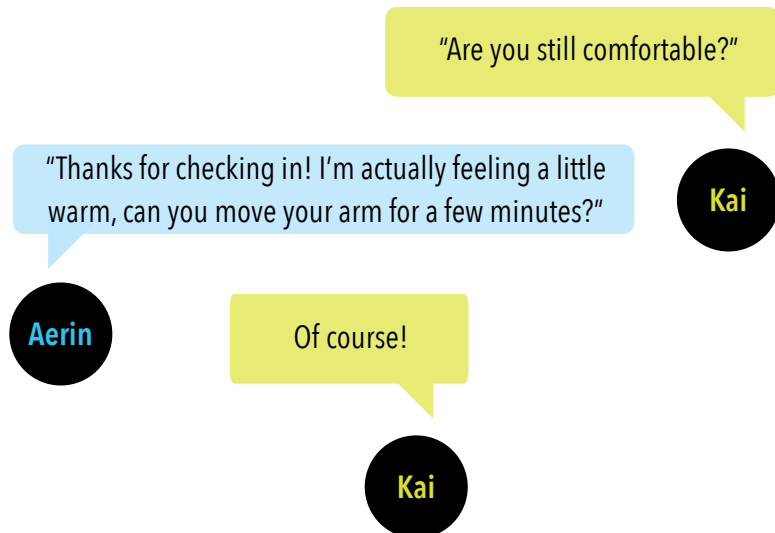 “Are you still comfortable?”
Kai
“Thanks for checking in! I’m actually feeling a little
warm, can you move your arm for a few minutes?”
Aerin
Of course!
Kai